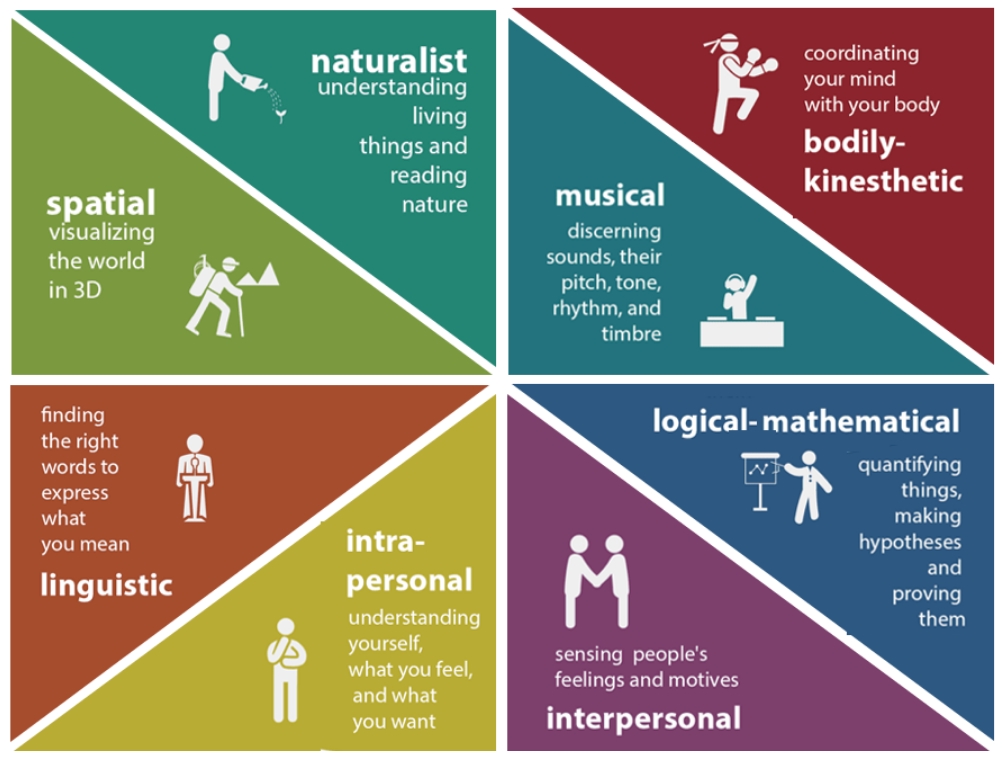 naturalist
understanding
living
things and
reading
nature
spatial
visualizing
the world
in 3D
coordinating
your mind
with your body
bodily-
kinesthetic
musical
discerning
sounds, their
pitch, tone,
rhythm, and
timbre
finding
the right
words to
express
what
you mean
linguistic
intra-
personal
understanding
yourself,
what you feel,
and what
you want
logical-mathematical
quantifying
things,
making
hypotheses
and
proving
them
sensing people's
feelings and motives
interpersonal